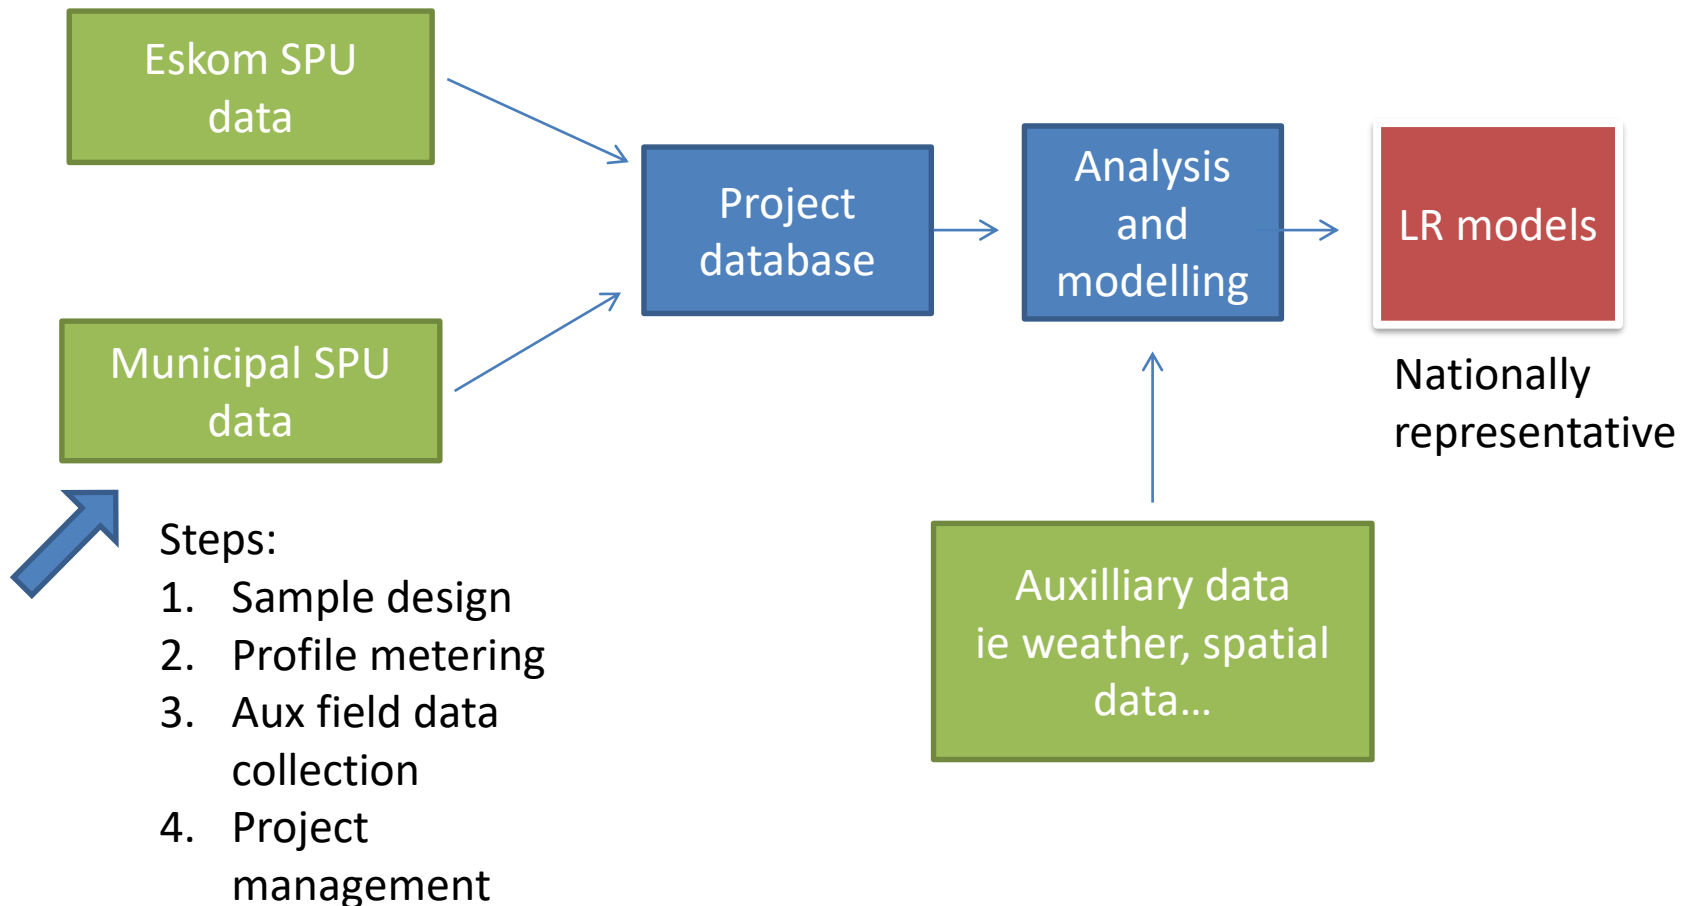 Eskom SPU
data
Municipal SPU
data
Project
database
Analysis
and
modelling
LR models
Nationally
representative
Auxilliary data
ie weather, spatial
data…
Steps:
1. Sample design
2. Profile metering
3. Aux field data
collection
4. Project
management